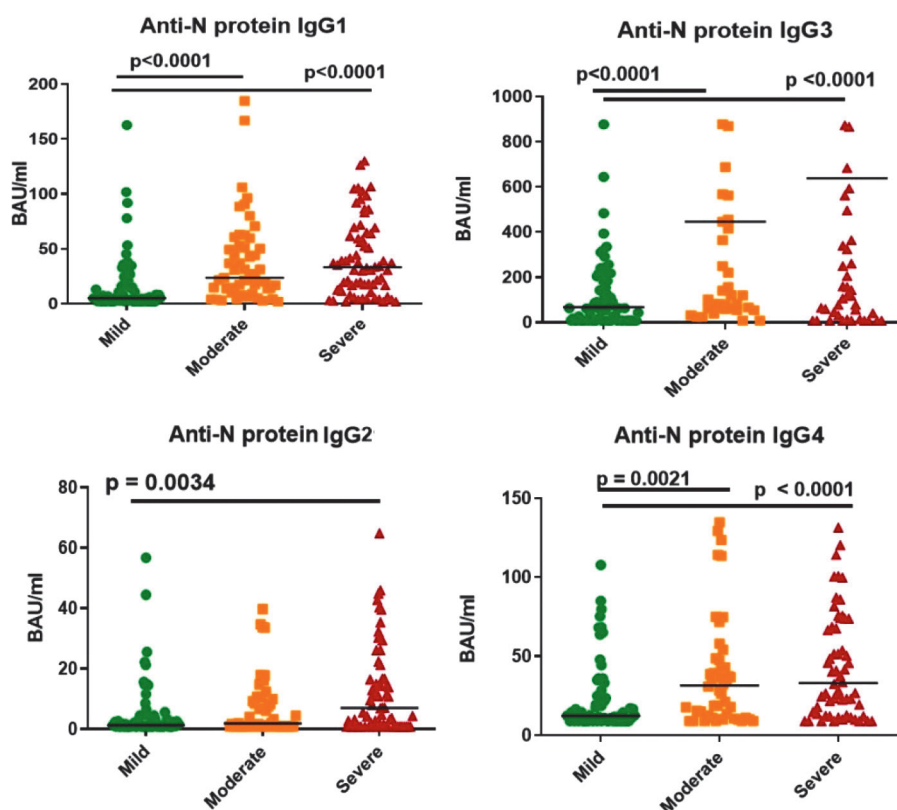 Anti-N protein IgG1
p<0.0001
p<0.0001
200
150
100
50
0
BAU/ml
Mild
Moderate
Severe
Anti-N protein IgG3
p<0.0001
p <0.0001
1000
800
600
400
200
0
BAU/ml
Mild
Moderate
Severe
Anti-N protein IgG2
p = 0.0034
80
60
40
20
0
BAU/ml
Mild
Moderate
Severe
Anti-N protein IgG4
p = 0.0021
p < 0.0001
150
100
50
0
BAU/ml
Mild
Moderate
Severe